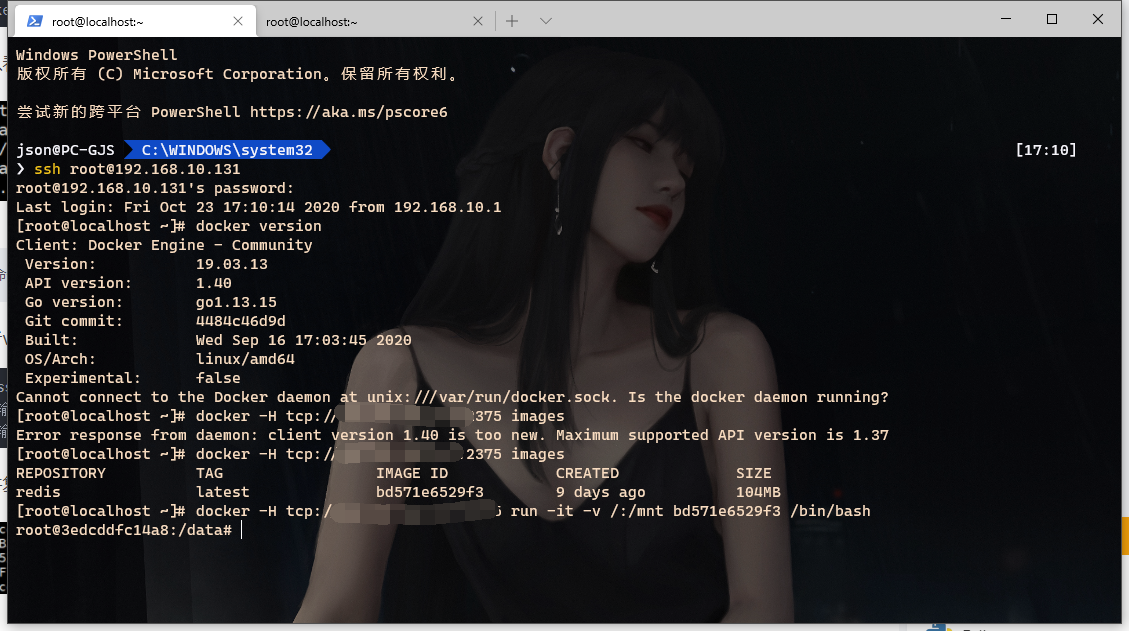 root@localhost:~
root@localhost:~
Windows PowerShell
版权所有 (C) Microsoft Corporation。保留所有权利。
尝试新的跨平台 PowerShell https://aka.ms/pscore6
json@PC-GJS C:\WINDOWS\system32 [17:10]
❯ ssh root@192.168.10.131
root@192.168.10.131's password:
Last login: Fri Oct 23 17:10:14 2020 from 192.168.10.1
[root@localhost ~]# docker version
Client: Docker Engine - Community
Version: 19.03.13
API version: 1.40
Go version: go1.13.15
Git commit: 4484c46d9d
Built: Wed Sep 16 17:03:45 2020
OS/Arch: linux/amd64
Experimental: false
Cannot connect to the Docker daemon at unix:///var/run/docker.sock. Is the docker daemon running?
[root@localhost ~]# docker -H tcp:// 2375 images
Error response from daemon: client version 1.40 is too new. Maximum supported API version is 1.37
[root@localhost ~]# docker -H tcp:// 2375 images
REPOSITORY TAG IMAGE ID CREATED SIZE
redis latest bd571e6529f3 9 days ago 104MB
[root@localhost ~]# docker -H tcp:/ run -it -v /:/mnt bd571e6529f3 /bin/bash
root@3edcddfc14a8:/data#